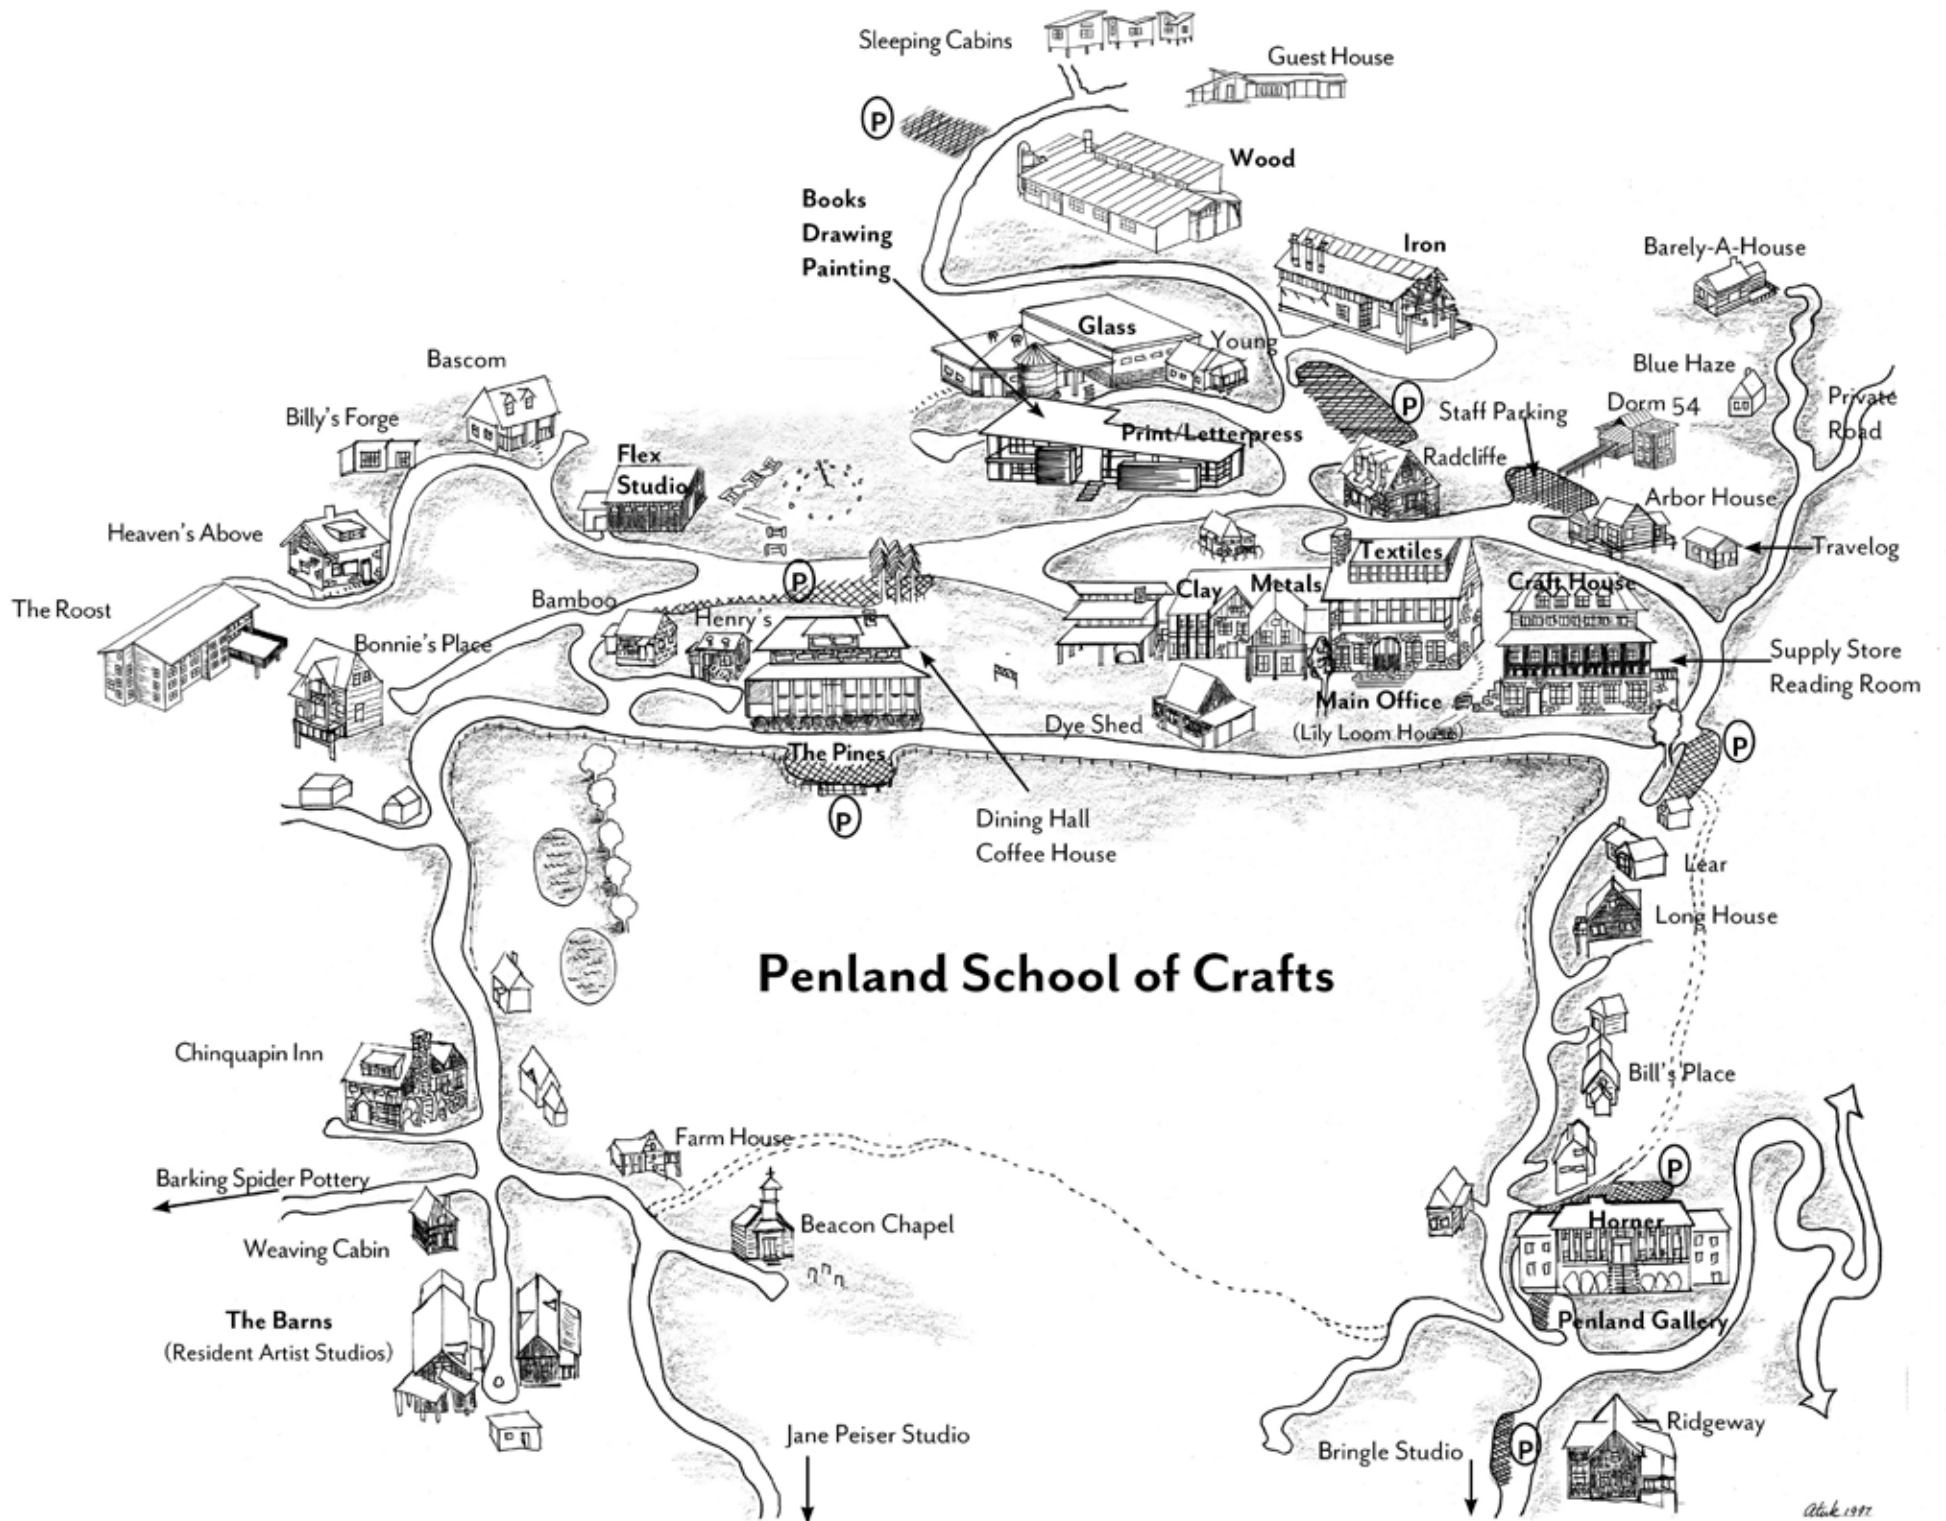 Sleeping Cabins
Guest House
P
Wood
Books
Drawing
Painting
Iron
Barely-A-House
Glass
Young
Bascom
Blue Haze
Private
Road
P
Staff Parking
Dorm 54
Billy's Forge
Print/Letterpress
Flex
Studio
Radcliffe
Arbor House
Heaven's Above
Travelog
Textiles
P
Clay
Metals
Craft House
The Roost
Bamboo
Henry's
Bonnie's Place
Supply Store
Reading Room
Main Office
(Lily Loom House)
Dye Shed
The Pines
P
P
Dining Hall
Coffee House
Lear
Long House
Penland School of Crafts
Chinquapin Inn
Bill's Place
Farm House
P
Barking Spider Pottery
Beacon Chapel
Horner
Weaving Cabin
The Barns
(Resident Artist Studios)
Penland Gallery
Jane Peiser Studio
Bringle Studio
P
Ridgeway
1997